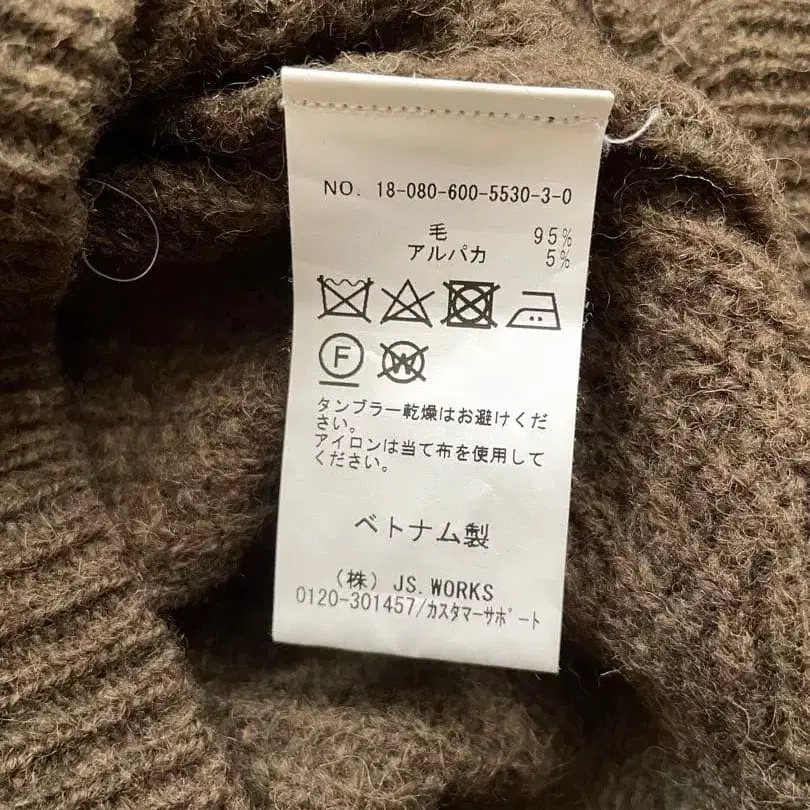 NO. 18-080-600-5530-3-0
毛 95%
アルパカ 5%
F
W
タンブラー乾燥はお避けくだ
さい。
アイロンは当て布を使用して
ください。
ベトナム製
(株) JS.WORKS
0120-301457/カスタマーサポート